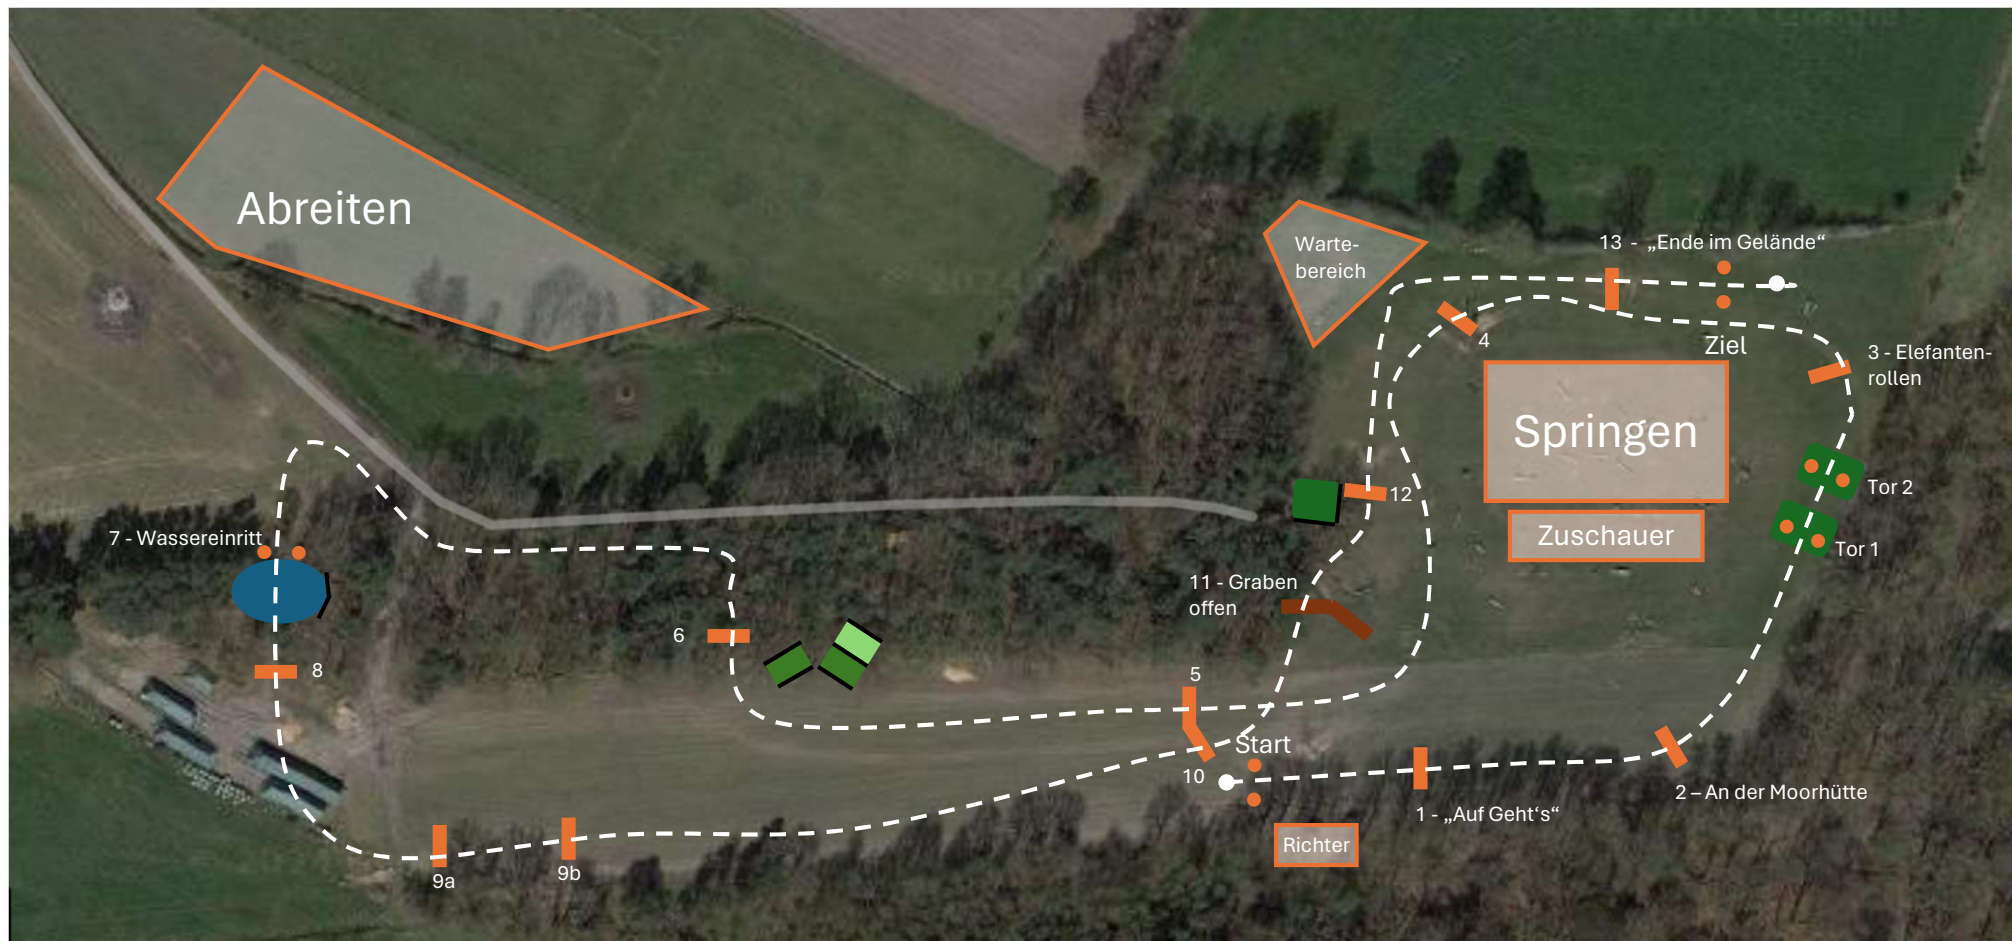 Abreiten
Warte-
bereich
13 - „Ende im Gelände“
4
Ziel
3 - Elefanten-
rollen
Springen
12
Tor 2
Zuschauer
Tor 1
7 - Wassereinritt
11 - Graben
offen
6
8
5
Start
10
2 – An der Moorhütte
1 - „Auf Geht‘s“
Richter
9a
9b